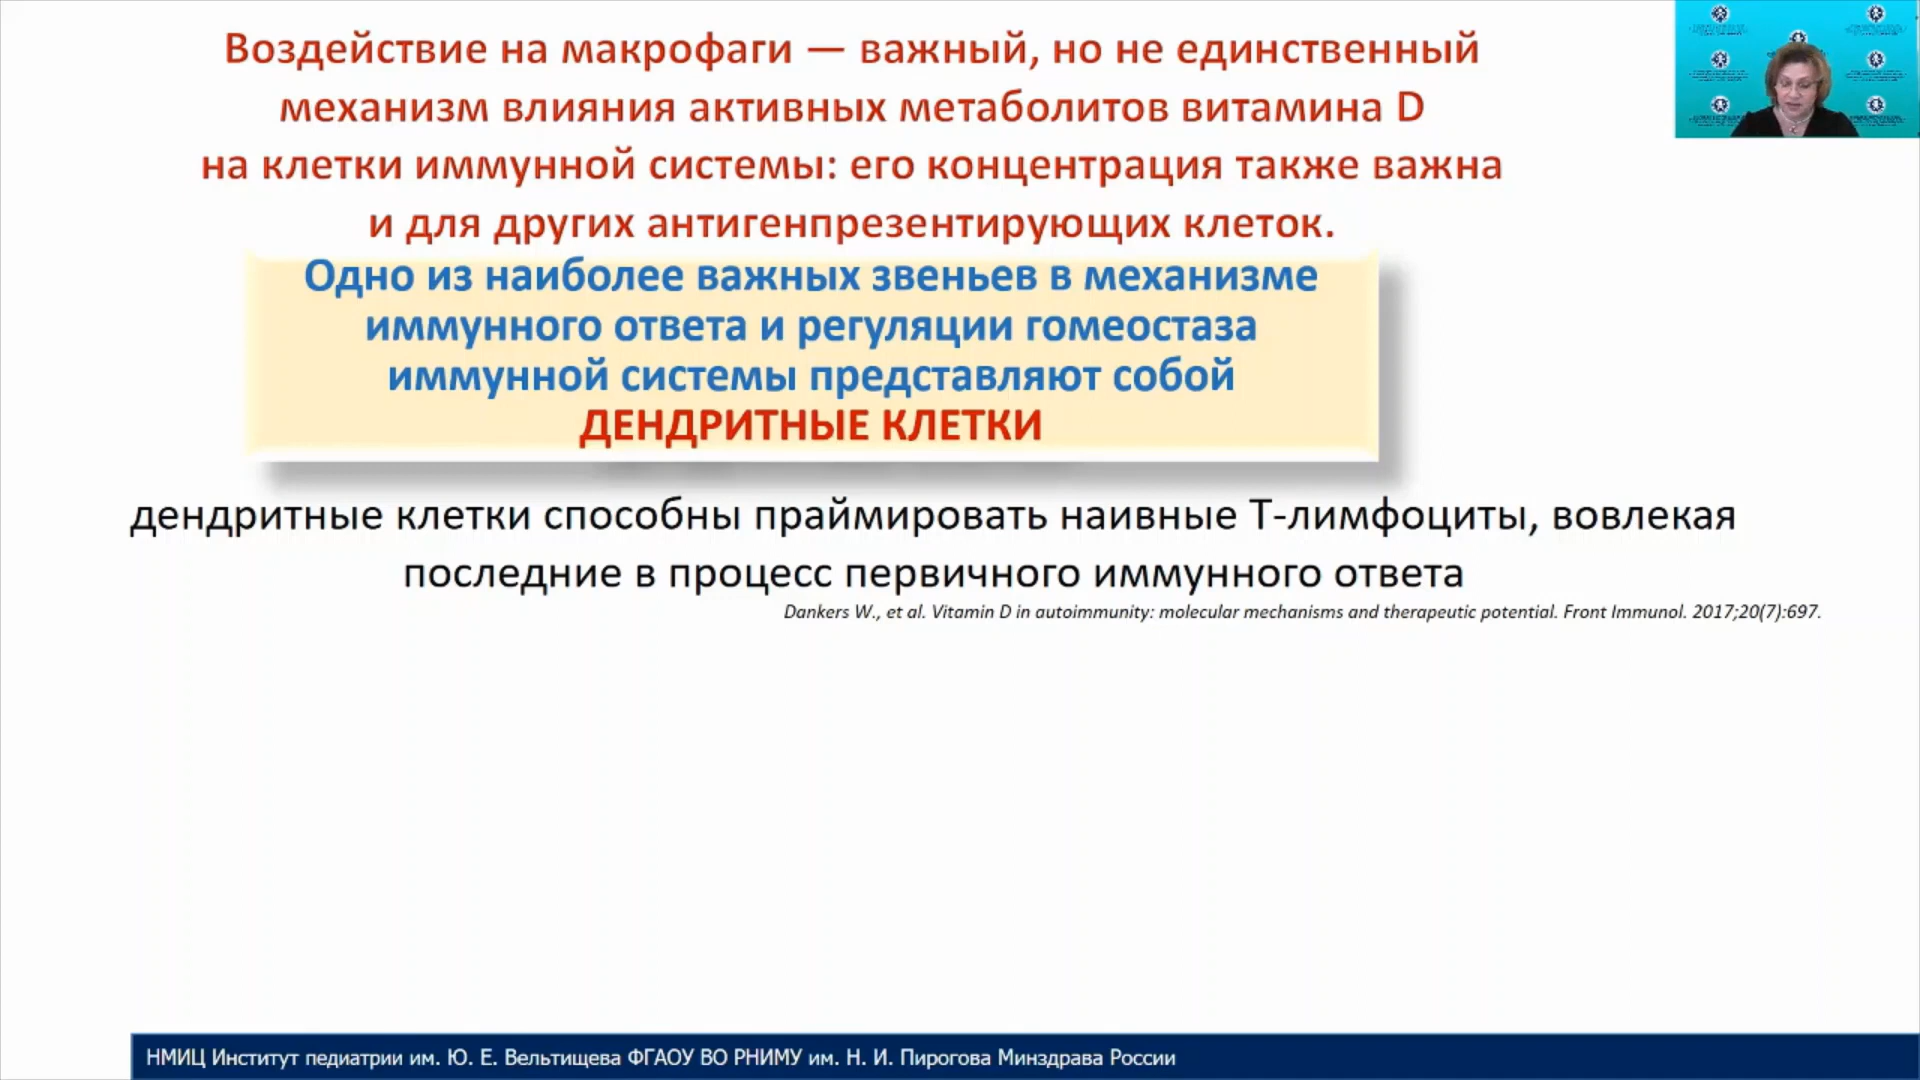 Воздействие на макрофаги — важный, но не единственный
механизм влияния активных метаболитов витамина D
на клетки иммунной системы: его концентрация также важна
и для других антигенпрезентирующих клеток.
Одно из наиболее важных звеньев в механизме
иммунного ответа и регуляции гомеостаза
иммунной системы представляют собой
ДЕНДРИТНЫЕ КЛЕТКИ
дендритные клетки способны праймировать наивные Т-лимфоциты, вовлекая
последние в процесс первичного иммунного ответа
Dankers W., et al. Vitamin D in autoimmunity: molecular mechanisms and therapeutic potential. Front Immunol. 2017;20(7):697.
НМИЦ Институт педиатрии им. Ю. Е. Вельтищева ФГАОУ ВО РНИМУ им. Н. И. Пирогова Минздрава России